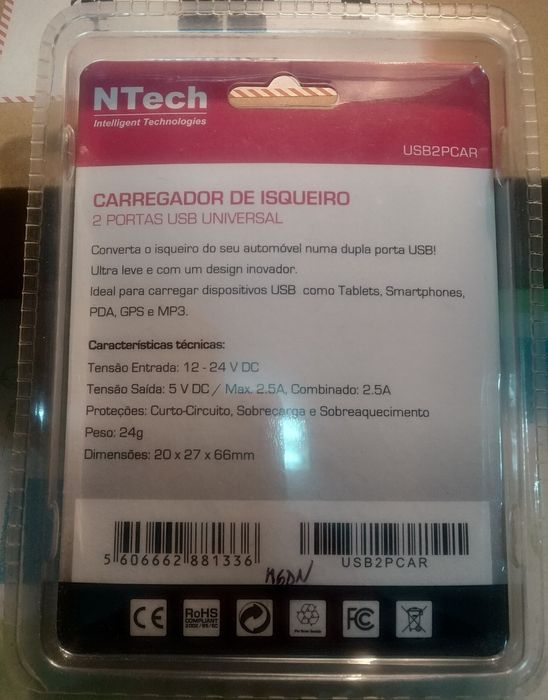 NTech
Intelligent Technologies
USB2PCAR
CARREGADOR DE ISQUEIRO
2 PORTAS USB UNIVERSAL
Converta o isqueiro do seu automóvel numa dupla porta USB!
Ultra leve e com um design inovador.
Ideal para carregar dispositivos USB como Tablets, Smartphones,
PDA, GPS e MP3.
Características técnicas:
Tensão Entrada: 12 - 24 V DC
Tensão Saída: 5 V DC / Max. 2.5A, Combinado: 2.5A
Proteções: Curto-Circuito, Sobrecarga e Sobreaquecimento
Peso: 24g
Dimensões: 20 x 27 x 66mm
5 606662 881336
USB2PCAR
CE
RoHS
COMPLIANT
2002/95/EC
FC